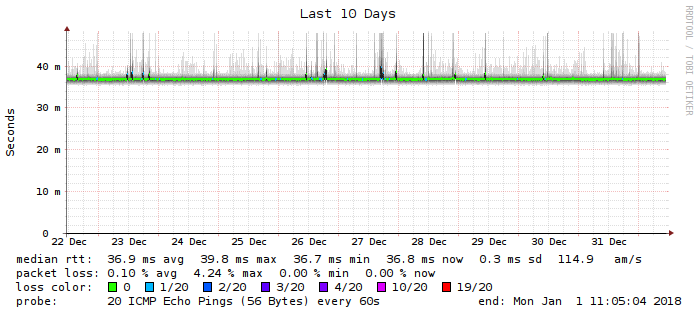 Last 10 Days
RRDTOOL / TOBI OETIKER
Seconds
40 m
30 m
20 m
10 m
0
22 Dec 23 Dec 24 Dec 25 Dec 26 Dec 27 Dec 28 Dec 29 Dec 30 Dec 31 Dec
median rtt: 36.9 ms avg 39.8 ms max 36.7 ms min 36.8 ms now 0.3 ms sd 114.9 am/s
packet loss: 0.10 % avg 4.24 % max 0.00 % min 0.00 % now
loss color: 0 1/20 2/20 3/20 4/20 10/20 19/20
probe: 20 ICMP Echo Pings (56 Bytes) every 60s end: Mon Jan 1 11:05:04 2018